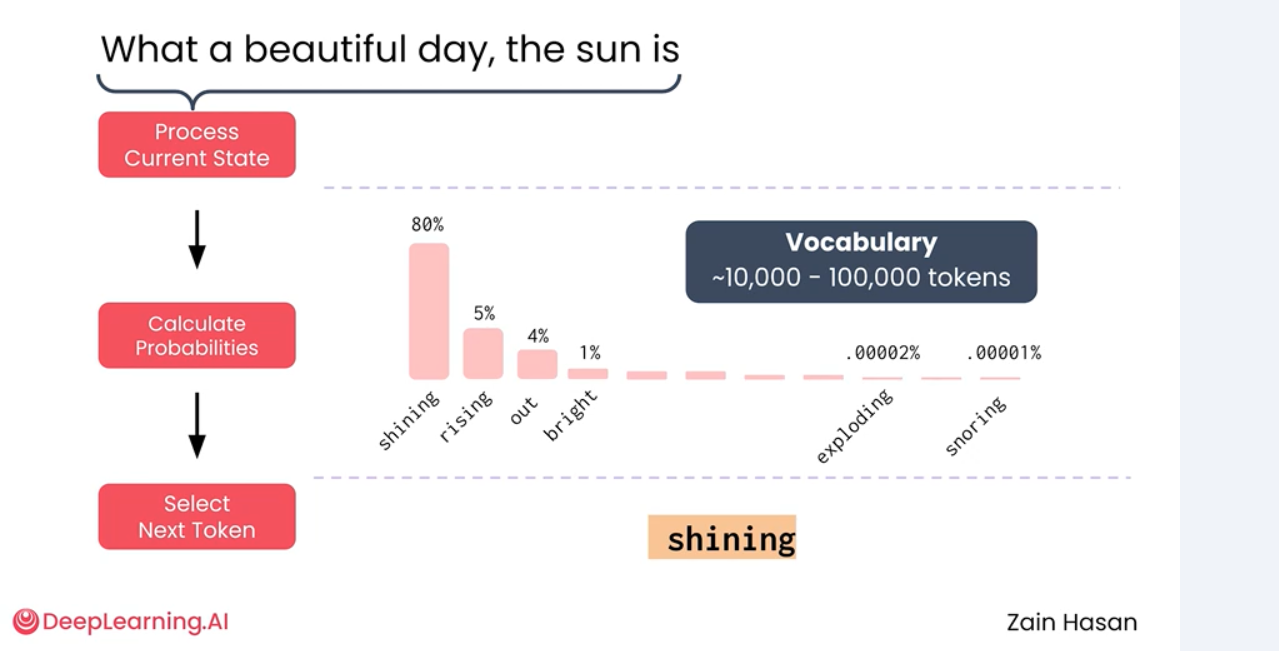 What a beautiful day, the sun is
Process
Current State
80%
Vocabulary
~10,000 - 100,000 tokens
5%
4%
1%
.00002%
.00001%
Calculate
Probabilities
shining
rising
out
bright
exploding
snoring
Select
Next Token
shining
DeepLearning.AI
Zain Hasan